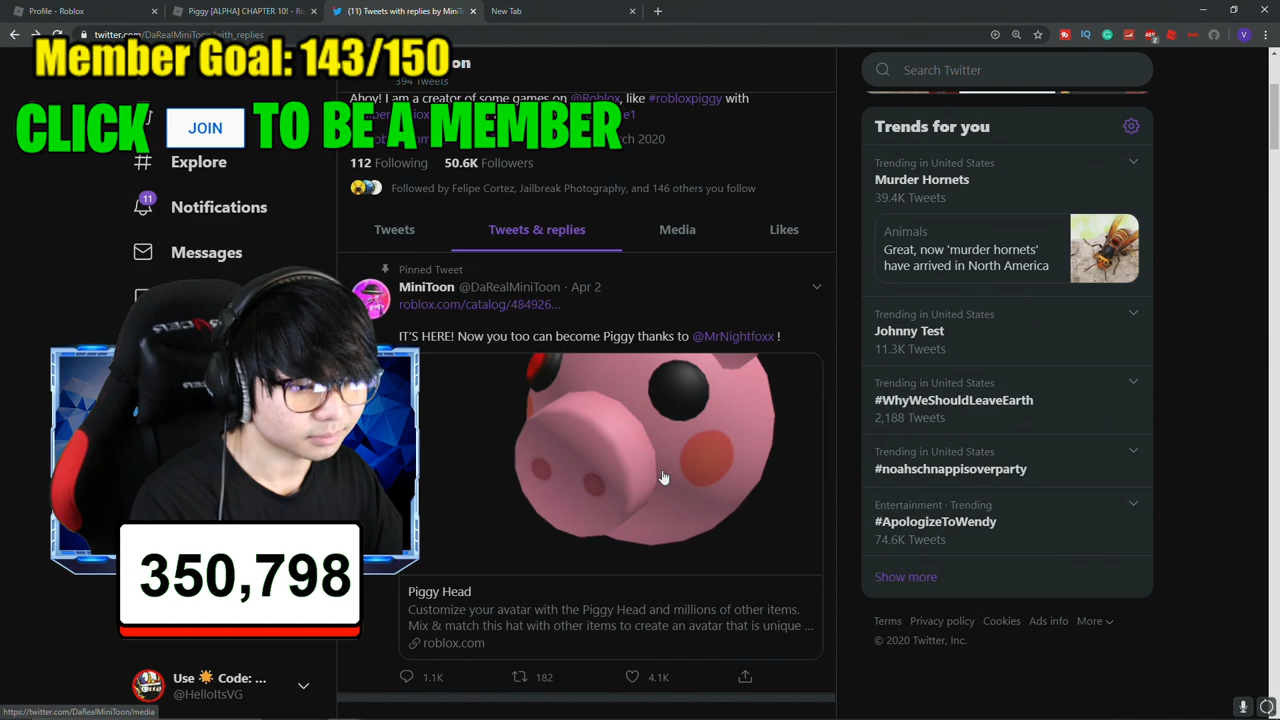 Profile - Roblox
Piggy [ALPHA] CHAPTER 10! - Ro
(11) Tweets with replies by MiniT
New Tab
twitter.com/DaRealMiniToon/with_replies
Member Goal: 143/150
394 Tweets
CLICK JOIN TO BE A MEMBER
Ahoy! I am a creator of some games on @Roblox, like #robloxpiggy with
112 Following 50.6K Followers
Followed by Felipe Cortez, Jailbreak Photography, and 146 others you follow
Explore
11
Notifications
Messages
Tweets
Tweets & replies
Media
Likes
Pinned Tweet
MiniToon @DaRealMiniToon · Apr 2
roblox.com/catalog/484926...
IT'S HERE! Now you too can become Piggy thanks to @MrNightfoxx !
Piggy Head
Customize your avatar with the Piggy Head and millions of other items.
Mix & match this hat with other items to create an avatar that is unique ...
roblox.com
1.1K 182 4.1K
350,798
Use ☀ Code: ...
@HelloItsVG
https://twitter.com/DaRealMiniToon/media
Search Twitter
Trends for you
Trending in United States
Murder Hornets
39.4K Tweets
Animals
Great, now 'murder hornets'
have arrived in North America
Trending in United States
Johnny Test
11.3K Tweets
Trending in United States
#WhyWeShouldLeaveEarth
2,188 Tweets
Trending in United States
#noahschnappisoverparty
Entertainment · Trending
#ApologizeToWendy
74.6K Tweets
Show more
Terms Privacy policy Cookies Ads info More
© 2020 Twitter, Inc.